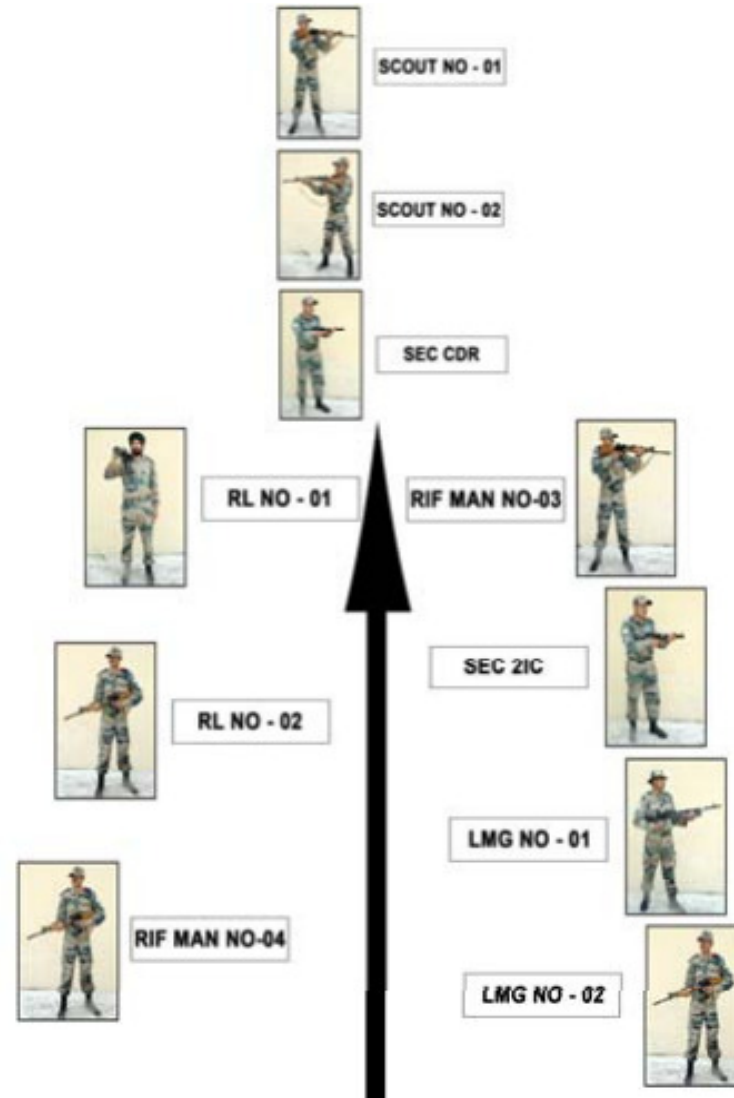 SCOUT NO - 01
SCOUT NO - 02
SEC CDR
RL NO - 01
RIF MAN NO-03
SEC 2IC
RL NO - 02
LMG NO - 01
RIF MAN NO-04
LMG NO - 02